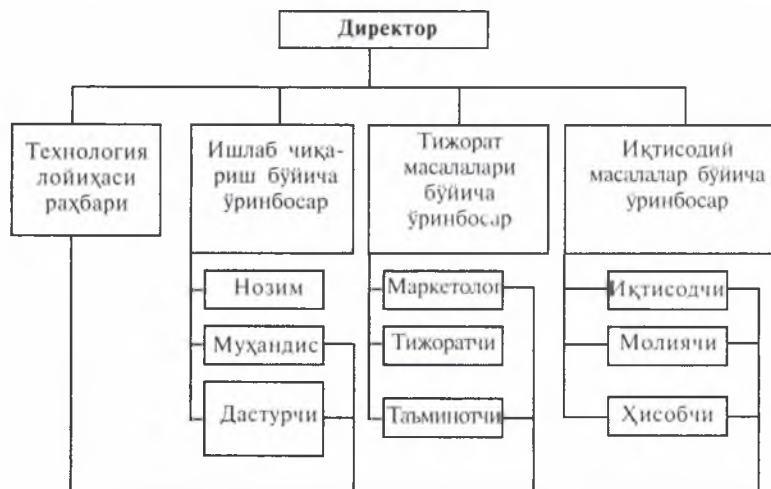 Директор
Технология
лойиҳаси
раҳбари
Ишлаб чиқа-
риш бўйича
ўринбосар
Тижорат
масалалари
бўйича
ўринбосар
Иқтисодий
масалалар бўйича
ўринбосар
Нозим
Муҳандис
Дастурчи
Маркетолог
Тижоратчи
Таъминотчи
Иқтисодчи
Молиячи
Ҳисобчи